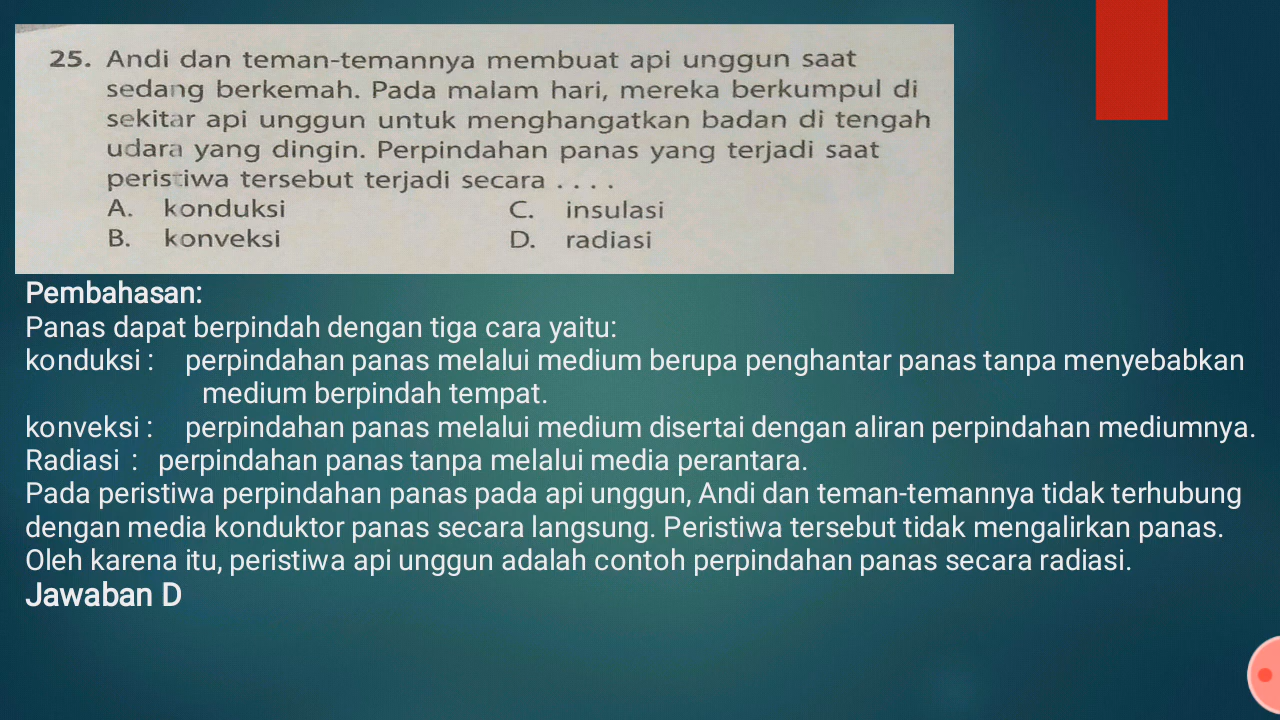 25. Andi dan teman-temannya membuat api unggun saat
sedang berkemah. Pada malam hari, mereka berkumpul di
sekitar api unggun untuk menghangatkan badan di tengah
udara yang dingin. Perpindahan panas yang terjadi saat
peristiwa tersebut terjadi secara . . . .
A. konduksi C. insulasi
B. konveksi D. radiasi
Pembahasan:
Panas dapat berpindah dengan tiga cara yaitu:
konduksi : perpindahan panas melalui medium berupa penghantar panas tanpa menyebabkan
medium berpindah tempat.
konveksi : perpindahan panas melalui medium disertai dengan aliran perpindahan mediumnya.
Radiasi : perpindahan panas tanpa melalui media perantara.
Pada peristiwa perpindahan panas pada api unggun, Andi dan teman-temannya tidak terhubung
dengan media konduktor panas secara langsung. Peristiwa tersebut tidak mengalirkan panas.
Oleh karena itu, peristiwa api unggun adalah contoh perpindahan panas secara radiasi.
Jawaban D